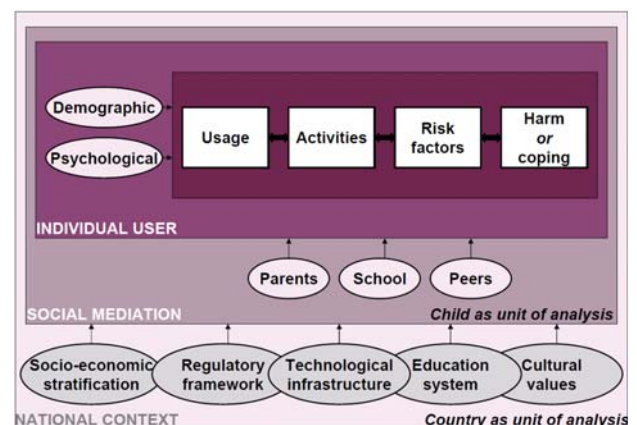 Demographic
Psychological
Usage
Activities
Risk
factors
Harm
or
coping
INDIVIDUAL USER
Parents
School
Peers
SOCIAL MEDIATION
Child as unit of analysis
Socio-economic
stratification
Regulatory
framework
Technological
infrastructure
Education
system
Cultural
values
NATIONAL CONTEXT
Country as unit of analysis